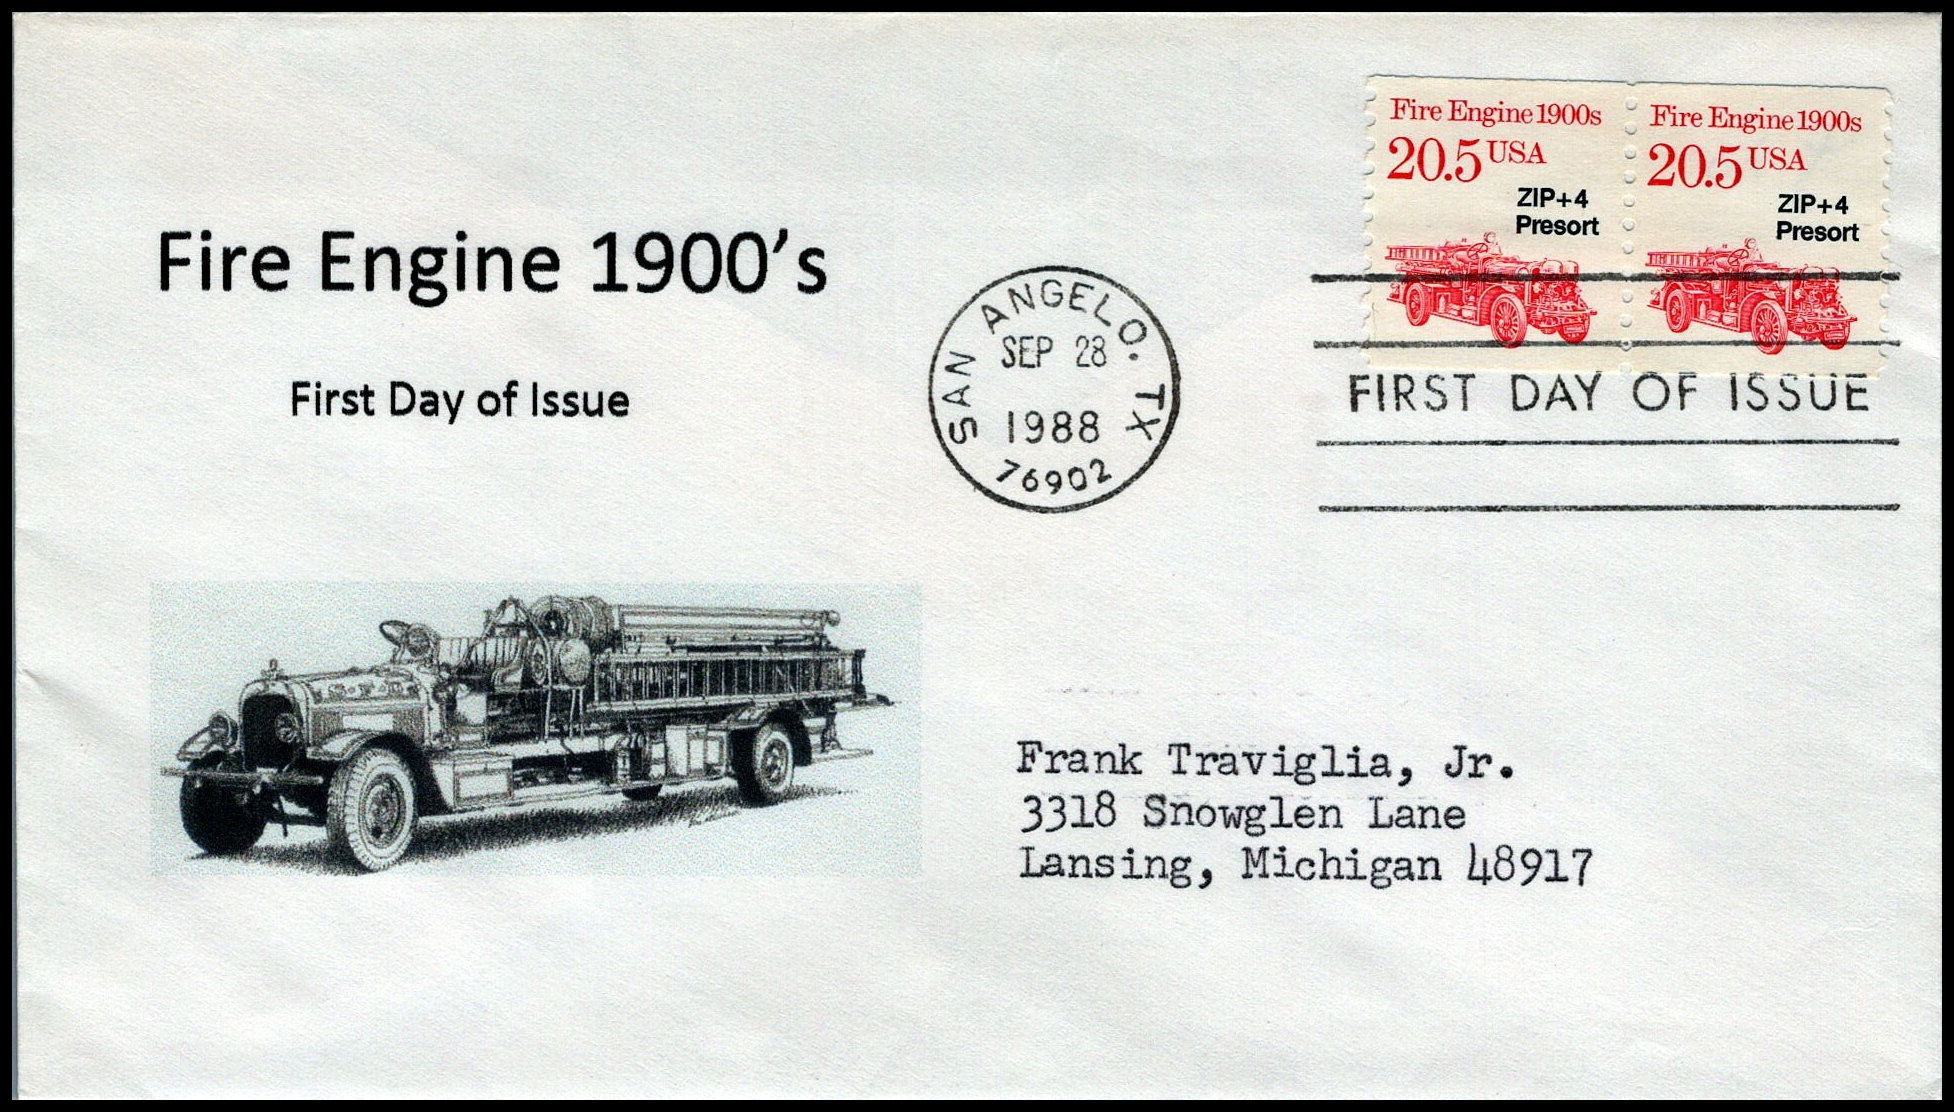 Fire Engine 1900s
20.5 USA
ZIP+4
Presort
Fire Engine 1900s
20.5 USA
ZIP+4
Presort
Fire Engine 1900's
First Day of Issue
SAN ANGELO. TX
SEP 28
1988
76902
FIRST DAY OF ISSUE
S.F.D.
Frank Traviglia, Jr.
3318 Snowglen Lane
Lansing, Michigan 48917